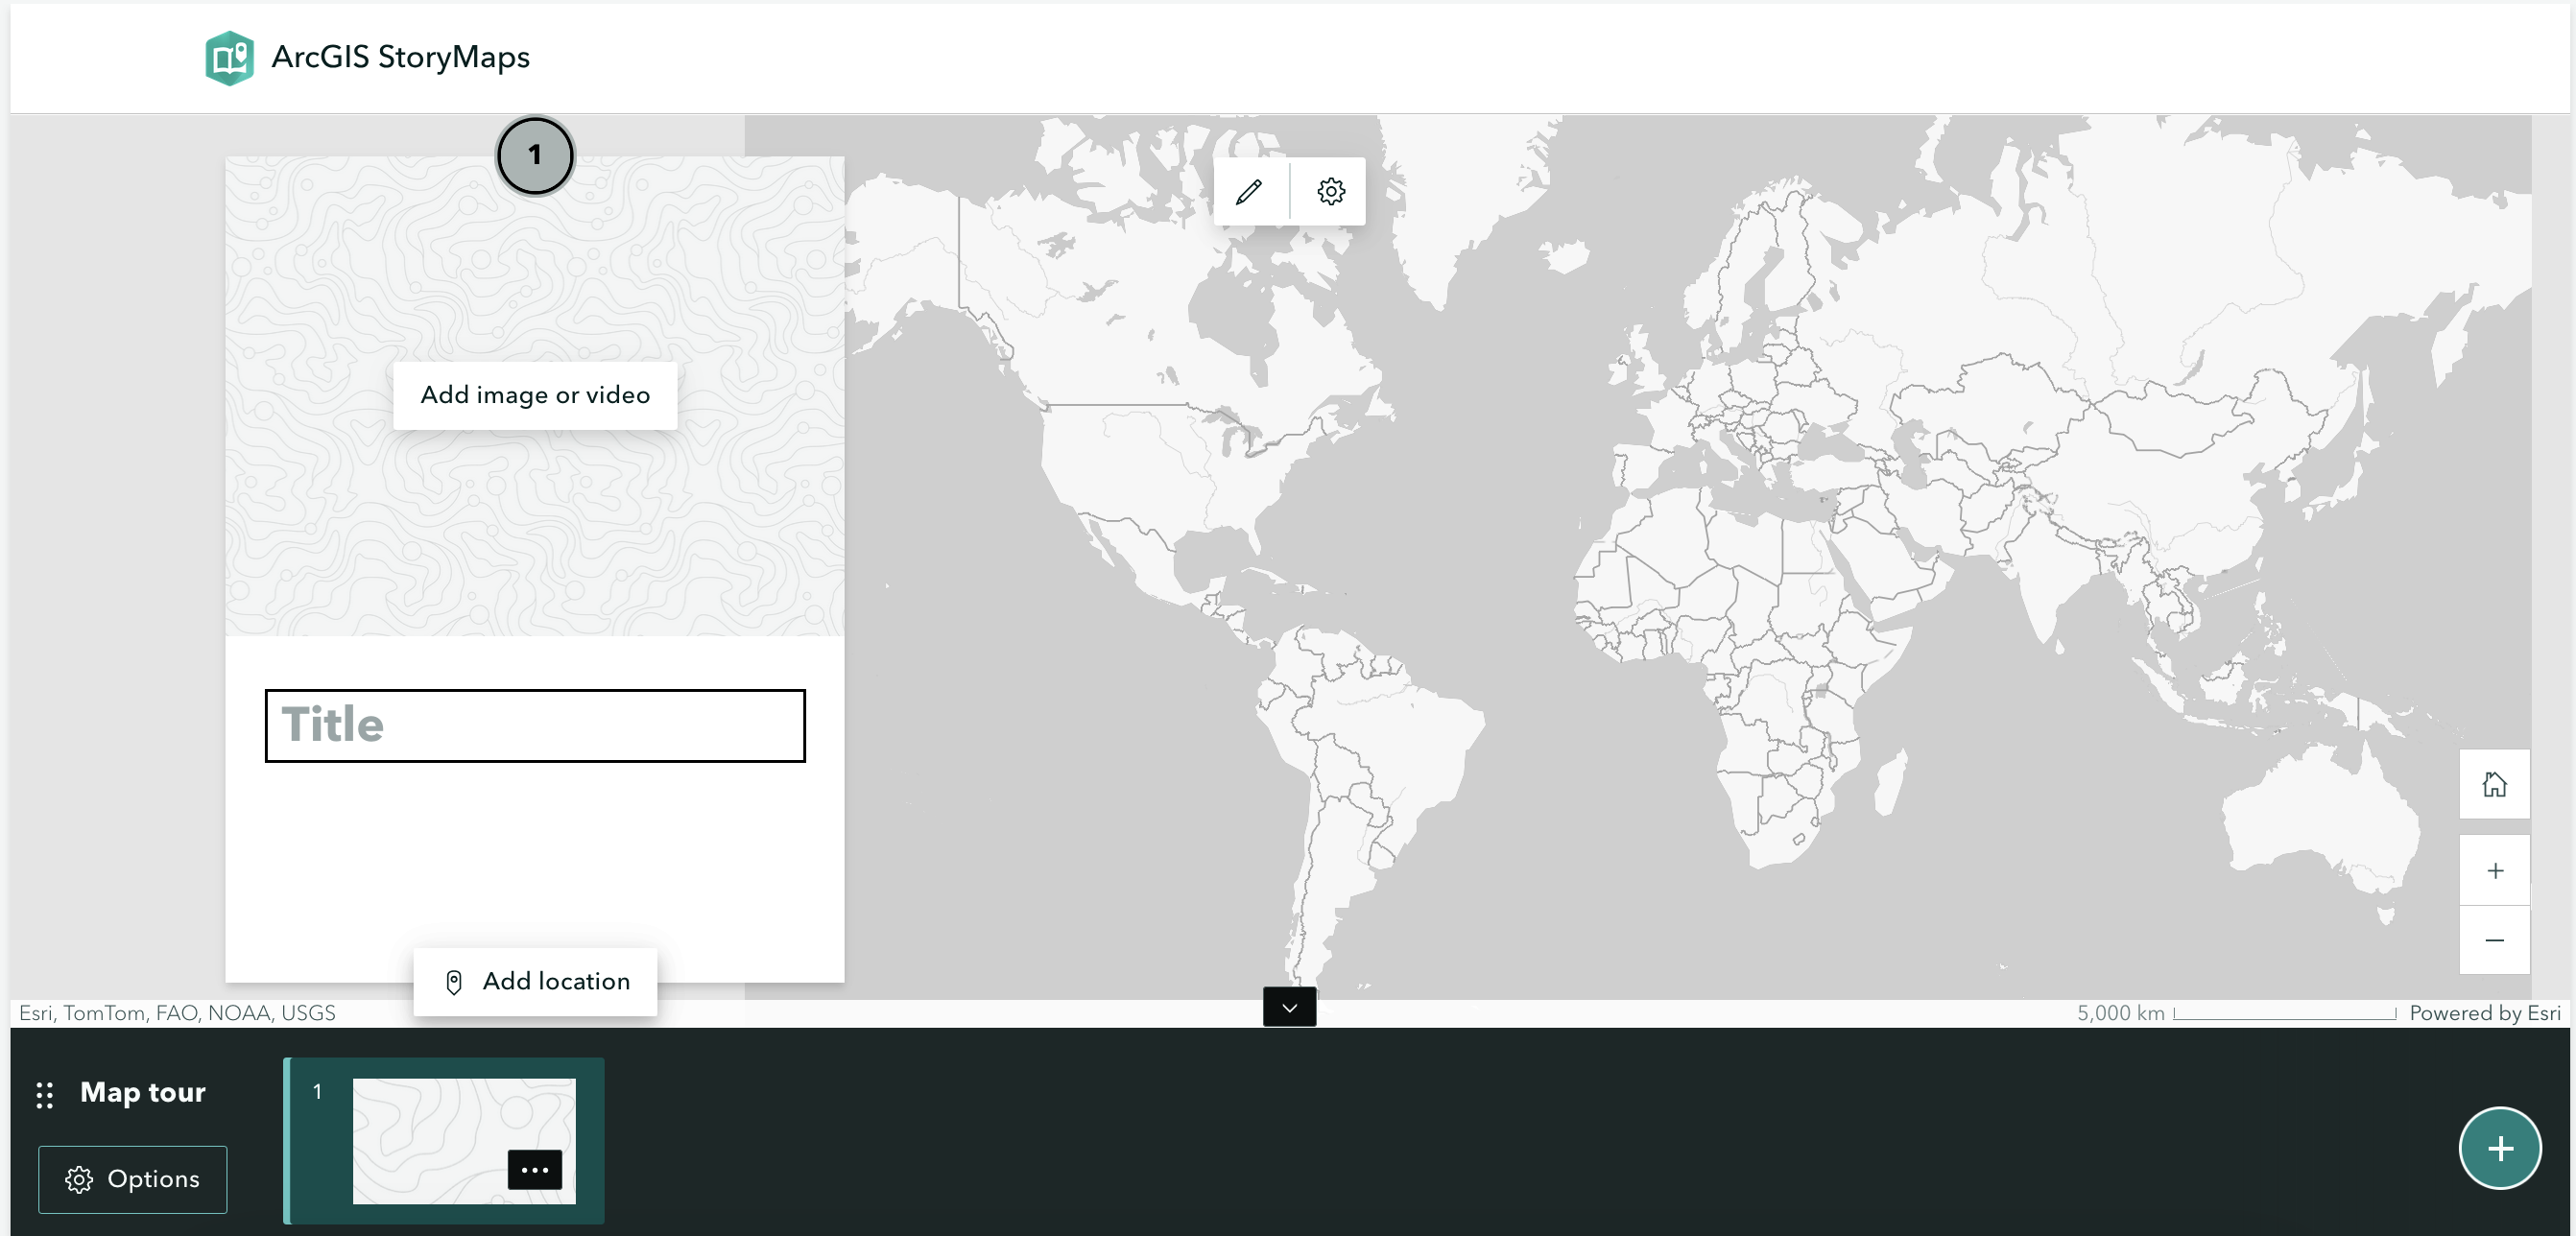 ArcGIS StoryMaps
1
Add image or video
Title
Add location
Esri, TomTom, FAO, NOAA, USGS
5,000 km
Powered by Esri
Map tour
1
Options